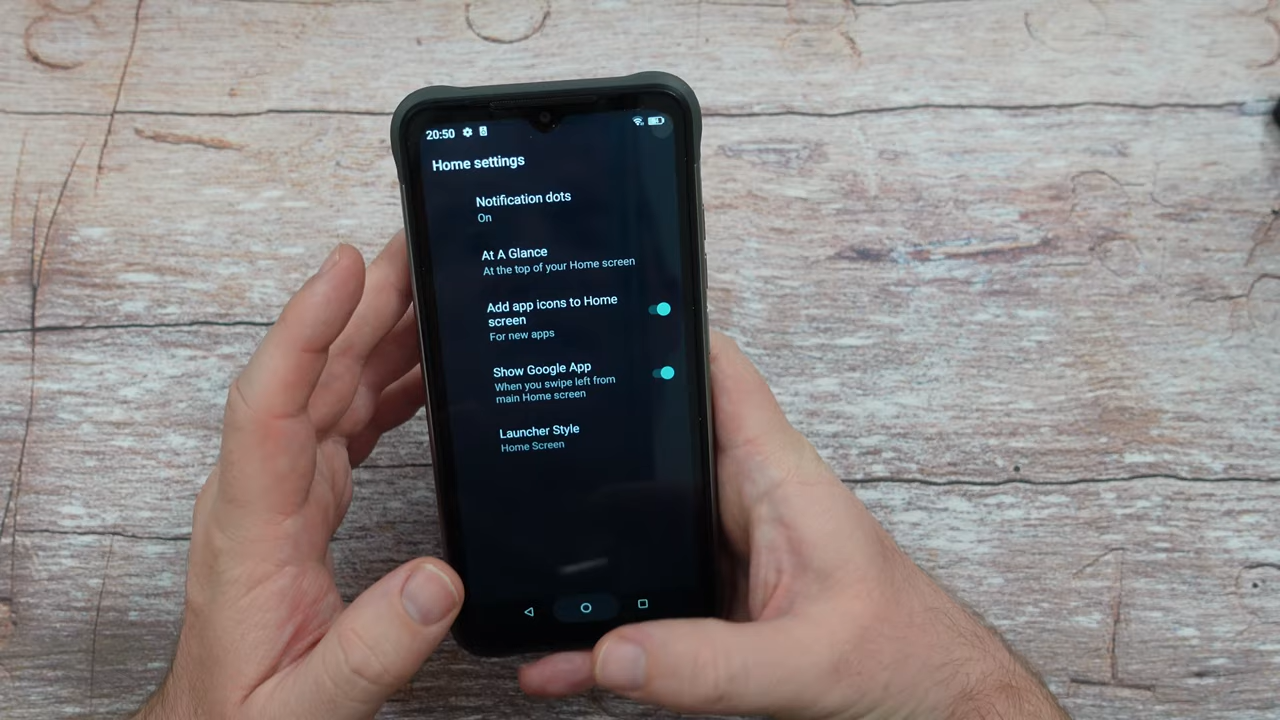 20:50
Home settings
Notification dots
On
At A Glance
At the top of your Home screen
Add app icons to Home
screen
For new apps
Show Google App
When you swipe left from
main Home screen
Launcher Style
Home Screen